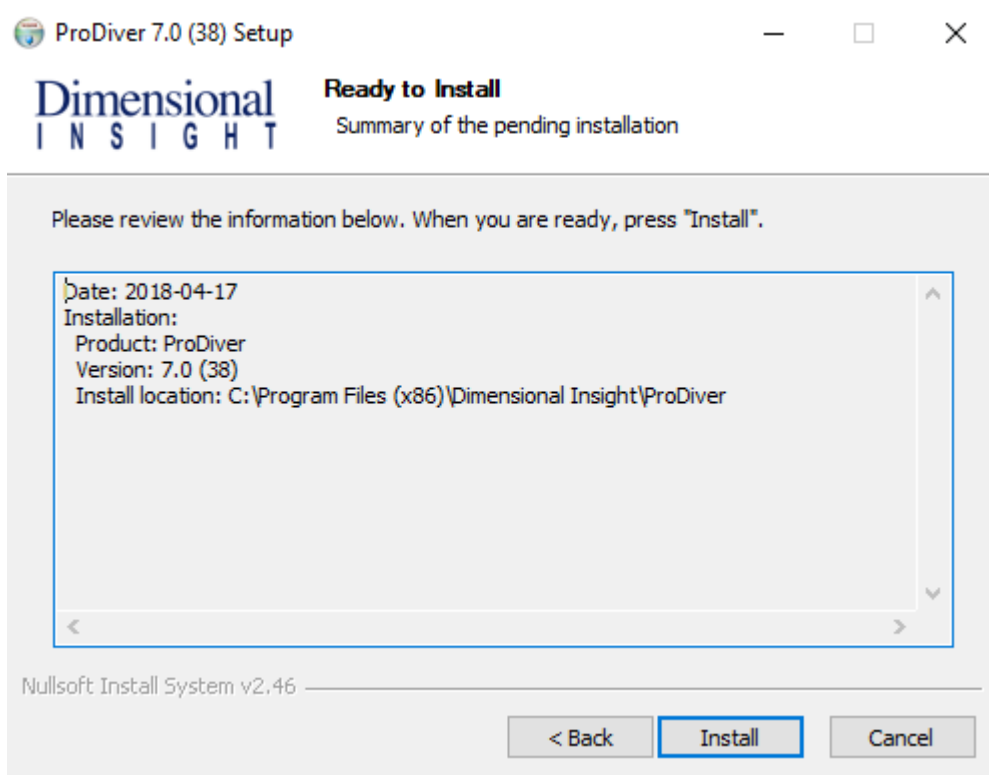 ProDiver 7.0 (38) Setup
Dimensional
INSIGHT
Ready to Install
Summary of the pending installation
Please review the information below. When you are ready, press "Install".
Date: 2018-04-17
Installation:
Product: ProDiver
Version: 7.0 (38)
Install location: C:\Program Files (x86)\Dimensional Insight\ProDiver
Nullsoft Install System v2.46
< Back
Install
Cancel